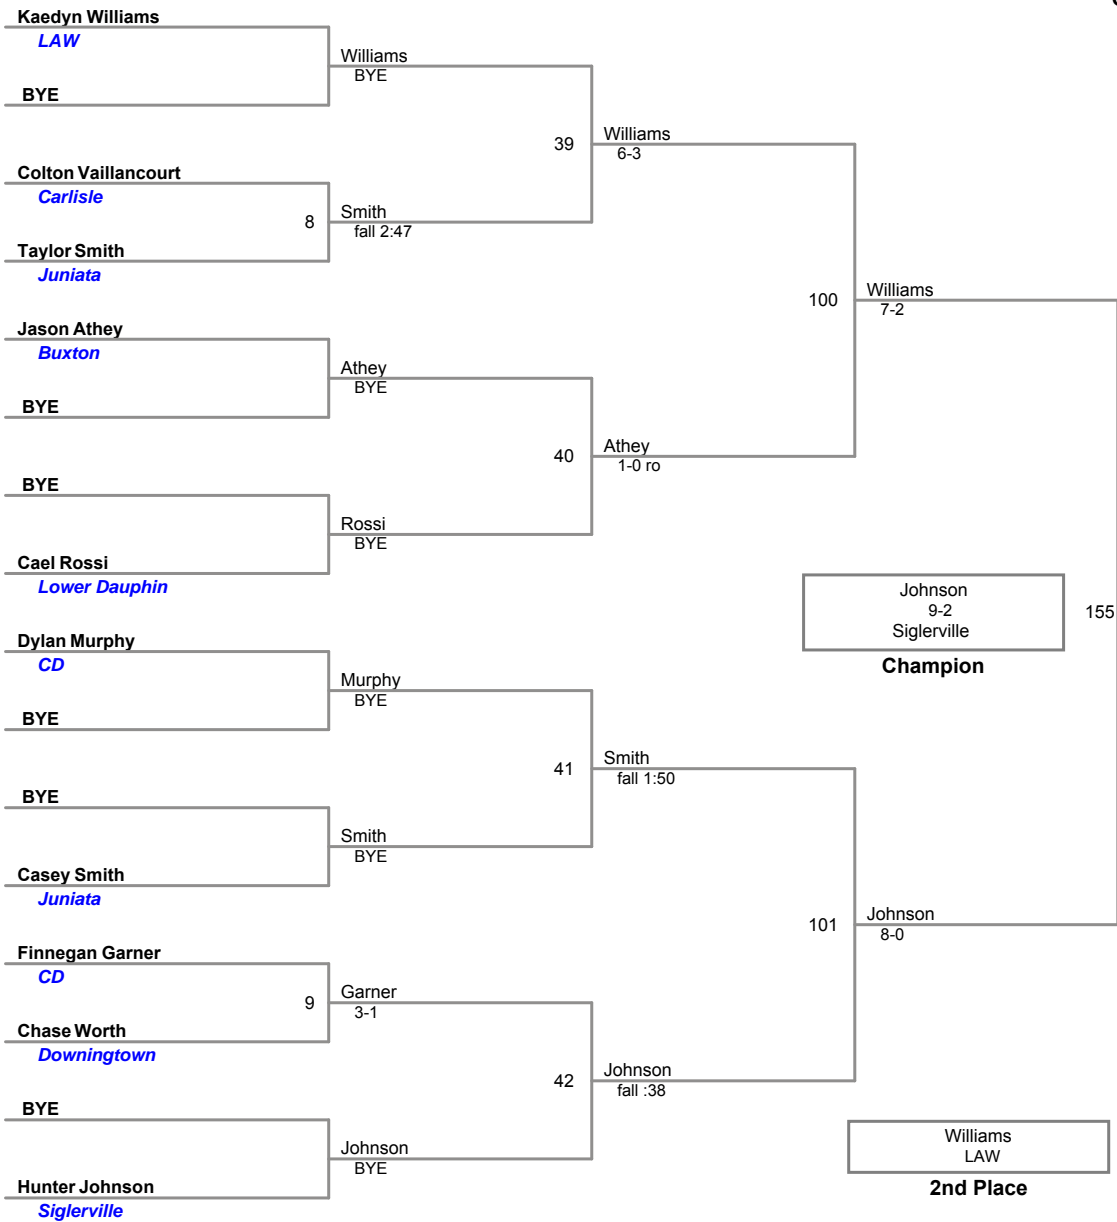 Kaedyn Williams
LAW
BYE
Colton Vaillancourt
Carlisle
Taylor Smith
Juniata
Jason Athey
Buxton
BYE
BYE
Cael Rossi
Lower Dauphin
Dylan Murphy
CD
BYE
BYE
Casey Smith
Juniata
Finnegan Garner
CD
Chase Worth
Downingtown
BYE
Hunter Johnson
Siglerville
Williams
BYE
8
Smith
fall 2:47
Athey
BYE
Rossi
BYE
Murphy
BYE
Smith
BYE
9
Garner
3-1
Johnson
BYE
39
Williams
6-3
40
Athey
1-0 ro
41
Smith
fall 1:50
42
Johnson
fall :38
100
Williams
7-2
101
Johnson
8-0
155
Johnson
9-2
Siglerville
Champion
Williams
LAW
2nd Place